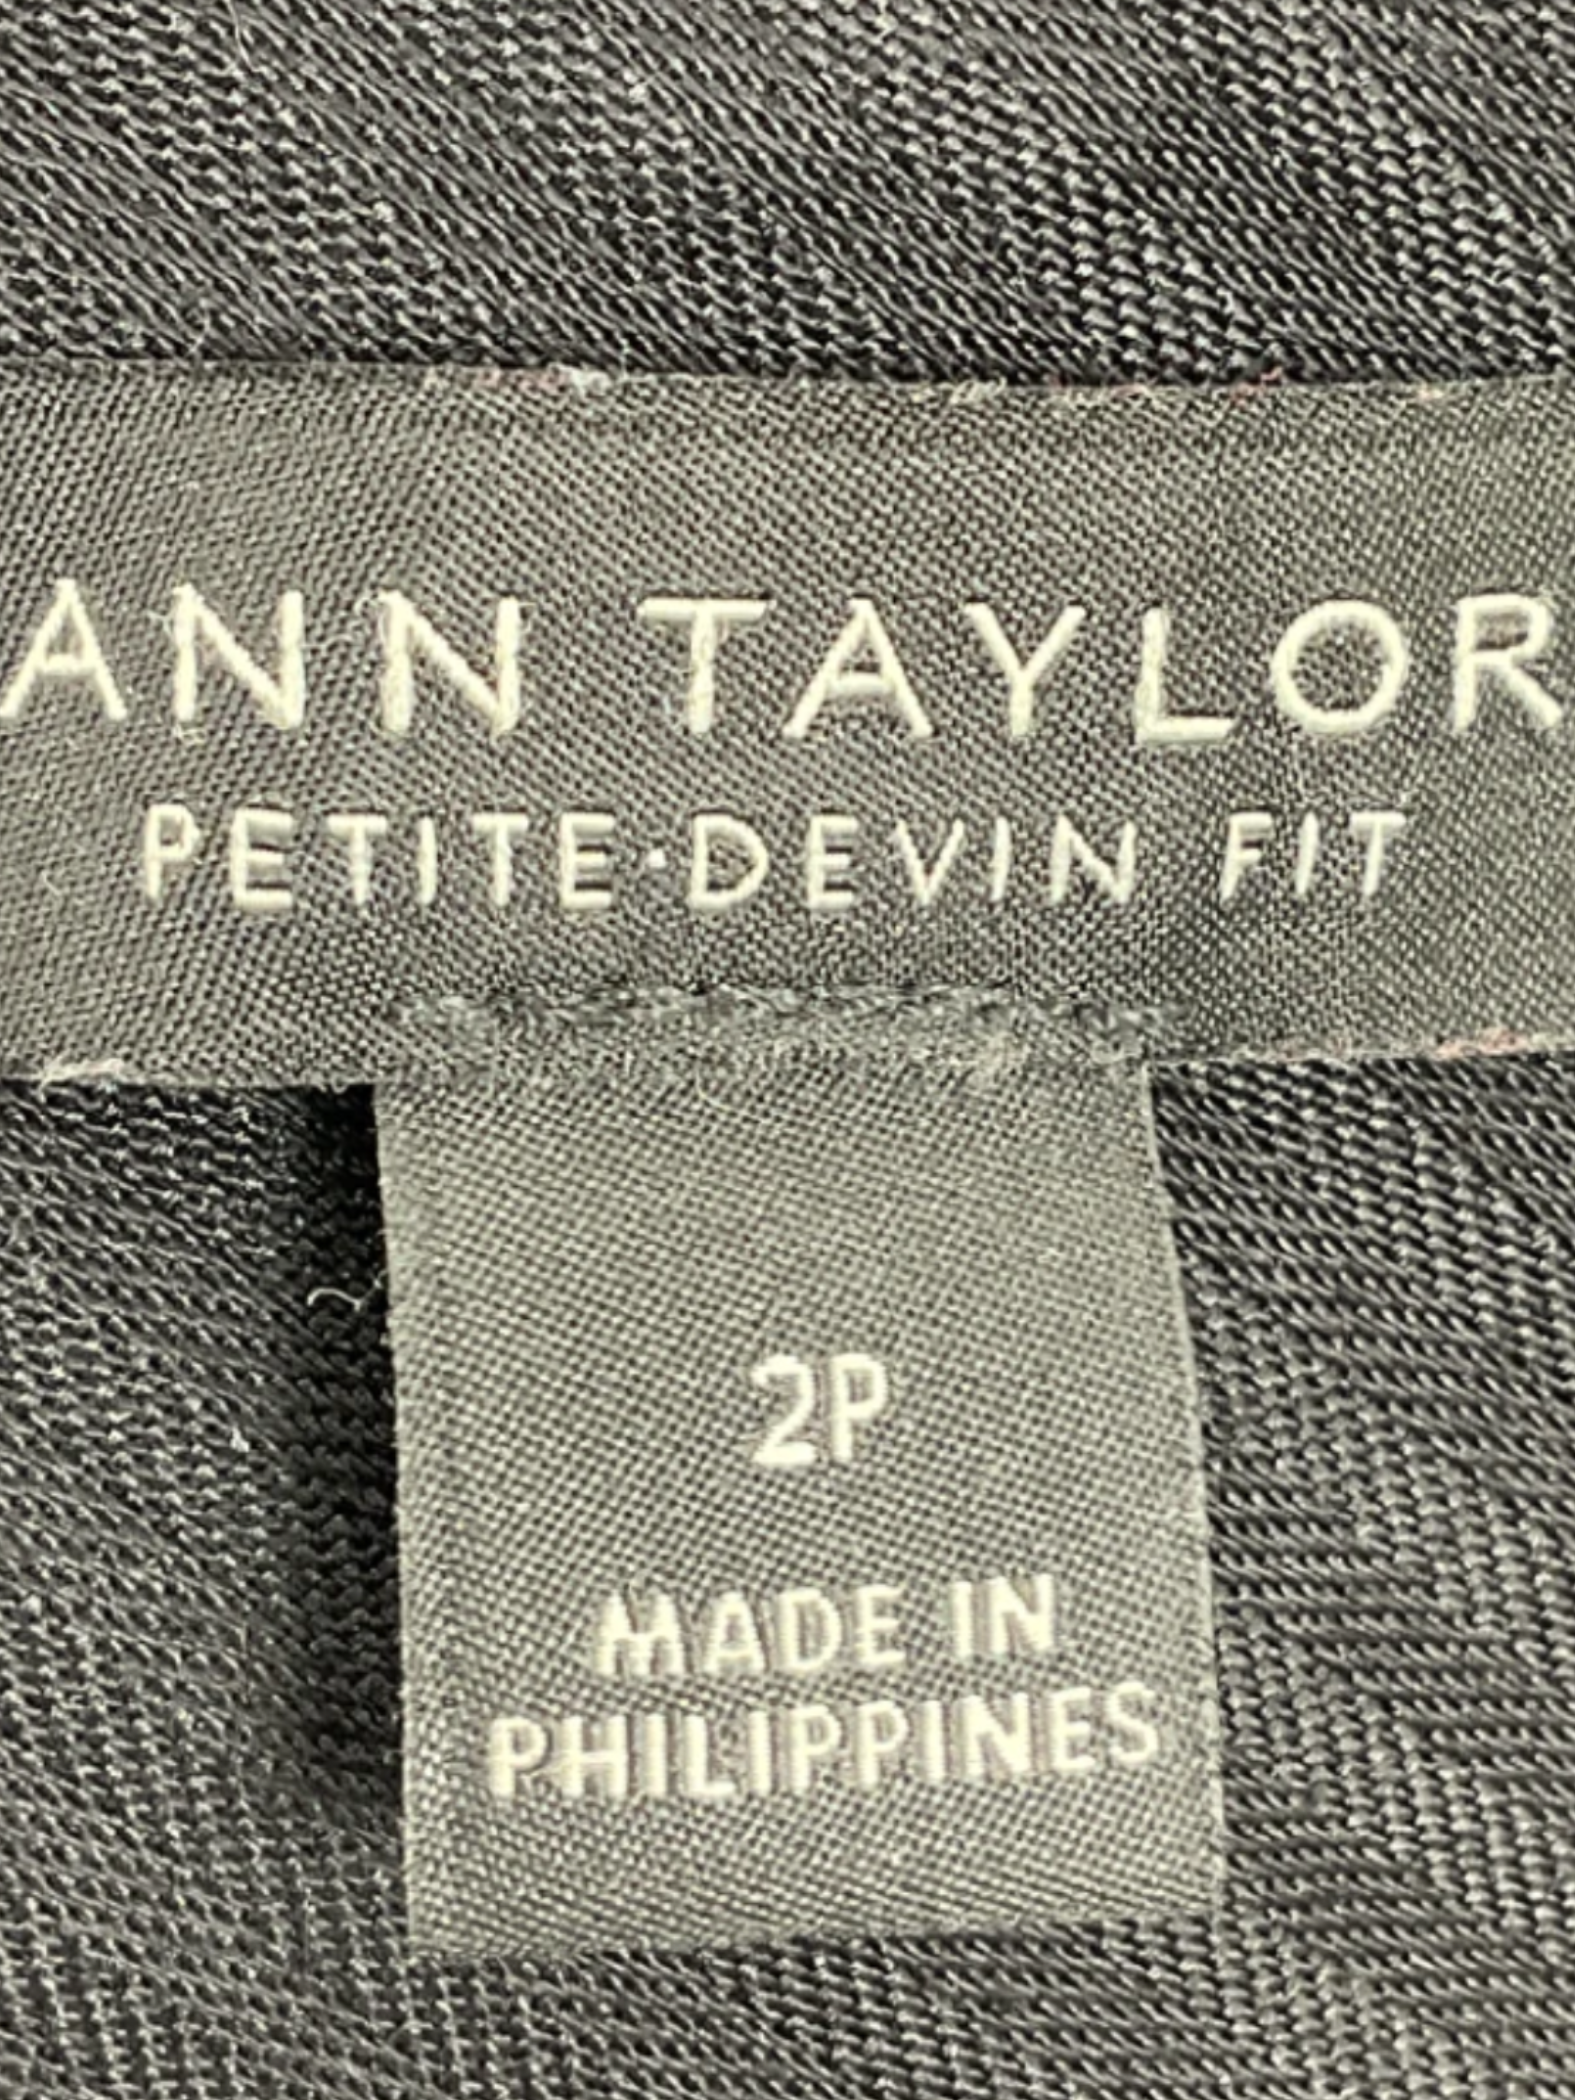 ANN TAYLOR
PETITE·DEVIN FIT
2P
MADE IN
PHILIPPINES